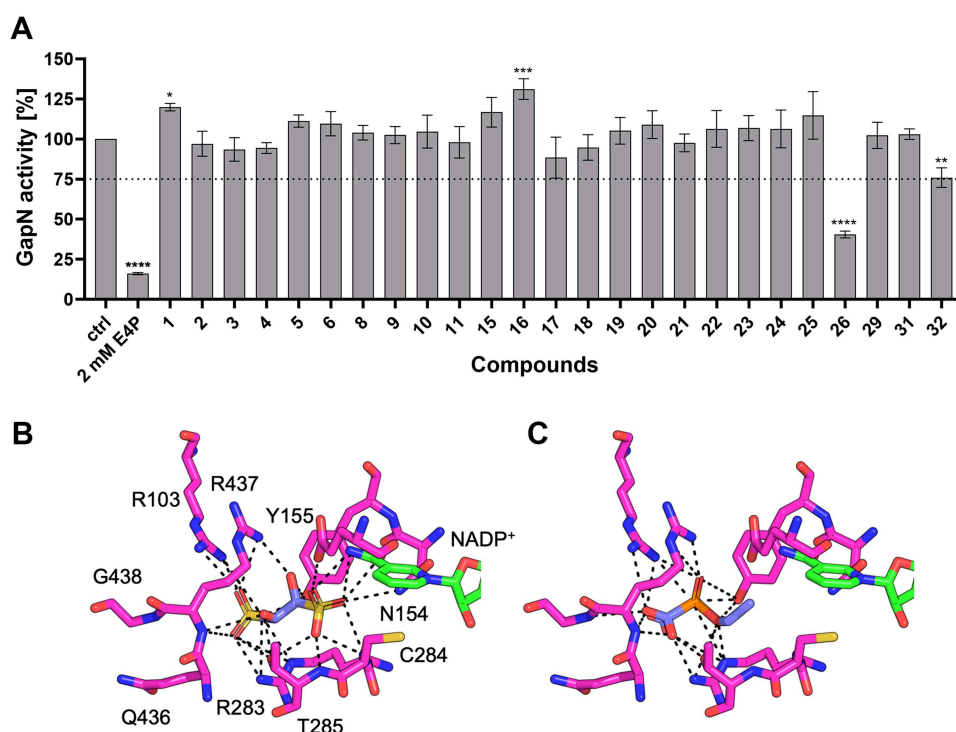 A
GapN activity [%]
150
125
100
75
50
25
0
* *** **** **** **
ctrl 2 mM E4P 1 2 3 4 5 6 8 9 10 11 15 16 17 18 19 20 21 22 23 24 25 26 29 31 32
Compounds
B
R103
R437
Y155
NADP⁺
G438
N154
C284
Q436
R283
T285
C